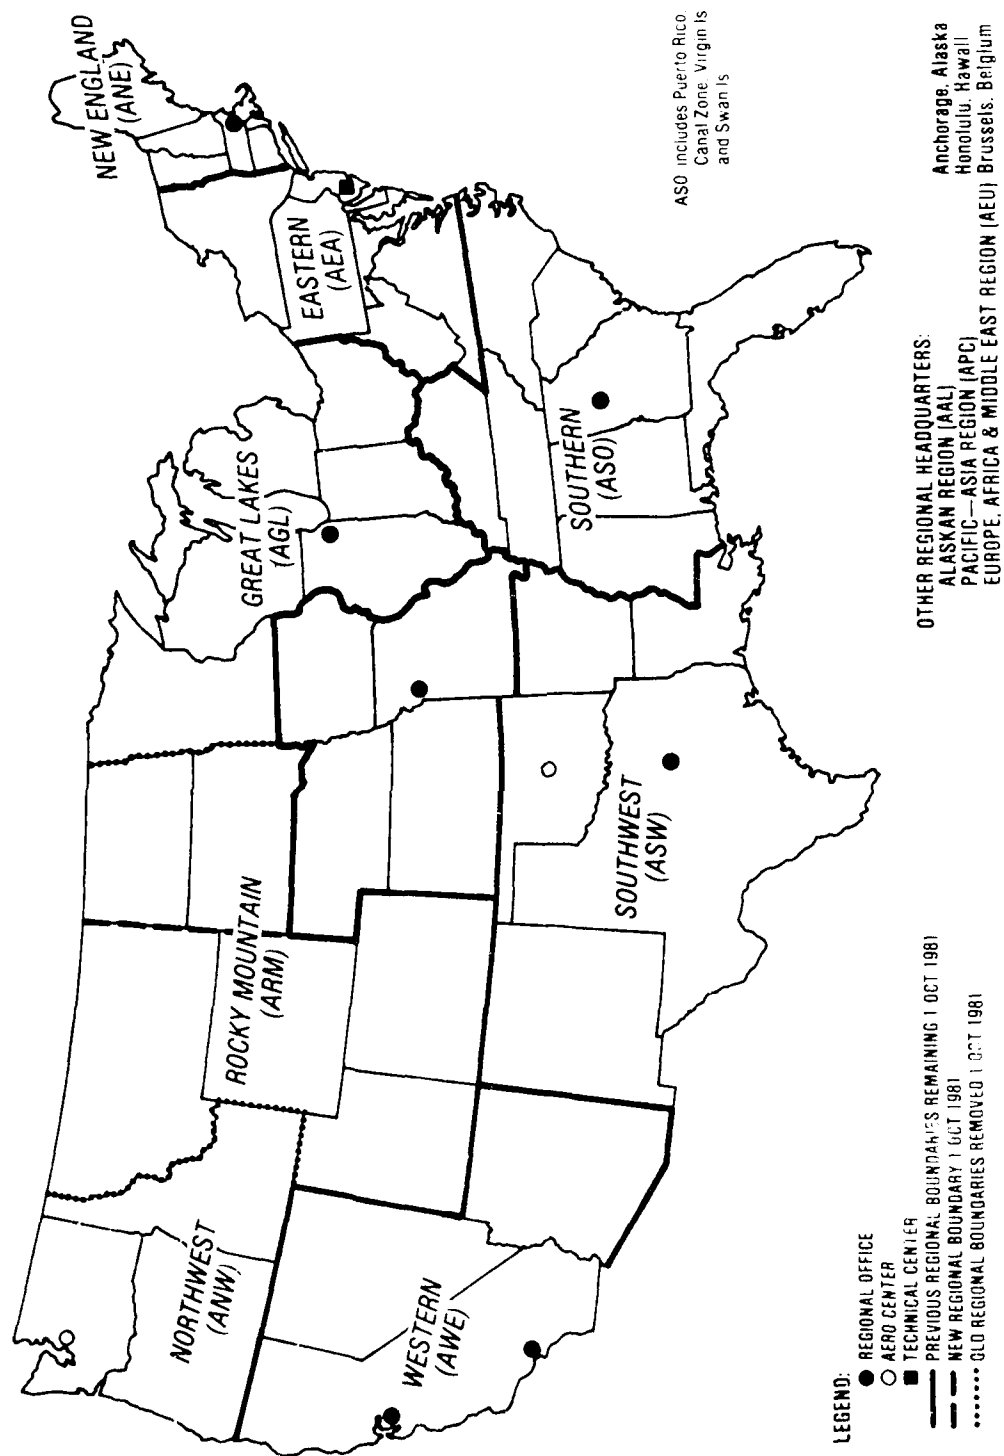 NEW ENGLAND
(ANE)
EASTERN
(AEA)
GREAT LAKES
(AGL)
SOUTHERN
(ASO)
ROCKY MOUNTAIN
(ARM)
SOUTHWEST
(ASW)
NORTHWEST
(ANW)
WESTERN
(AWE)
ASO includes Puerto Rico.
Canal Zone. Virgin Is
and Swan Is
LEGEND:
REGIONAL OFFICE
AERO CENTER
TECHNICAL CENTER
PREVIOUS REGIONAL BOUNDARIES REMAINING 1 OCT 1981
NEW REGIONAL BOUNDARY 1 OCT 1981
OLD REGIONAL BOUNDARIES REMOVED 1 OCT 1981
OTHER REGIONAL HEADQUARTERS:
ALASKAN REGION (AAL) Anchorage, Alaska
PACIFIC—ASIA REGION (APC) Honolulu, Hawaii
EUROPE, AFRICA & MIDDLE EAST REGION (AEU) Brussels, Belgium